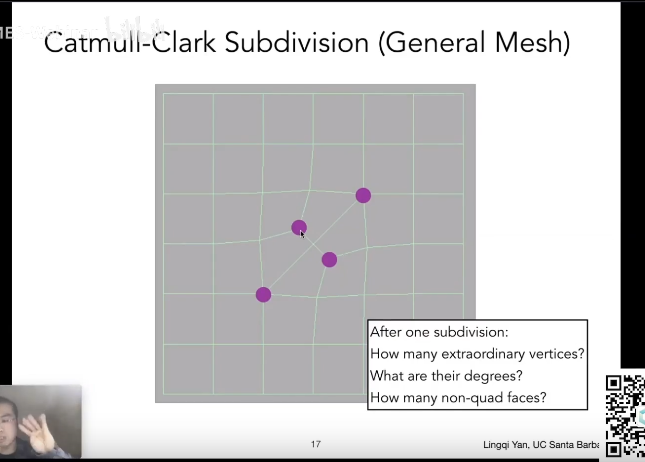 Catmull-Clark Subdivision (General Mesh)
After one subdivision:
How many extraordinary vertices?
What are their degrees?
How many non-quad faces?
17
Lingqi Yan, UC Santa